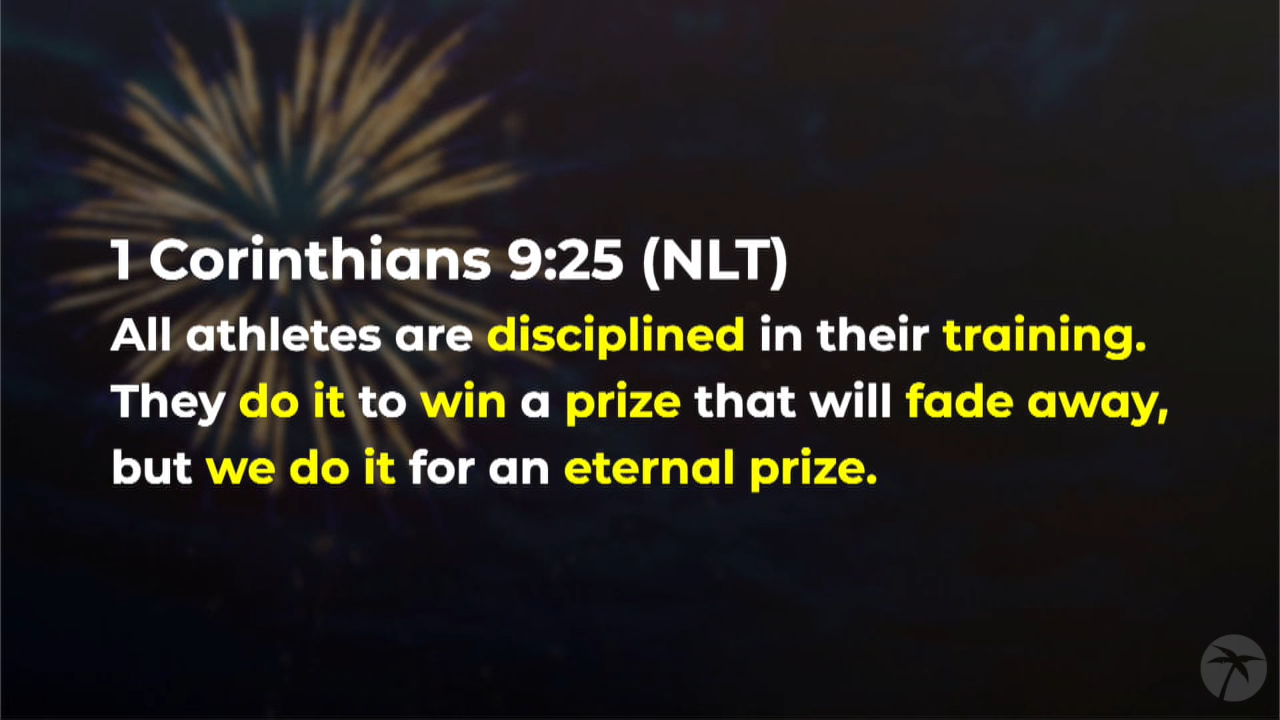 1 Corinthians 9:25 (NLT)
All athletes are disciplined in their training.
They do it to win a prize that will fade away,
but we do it for an eternal prize.